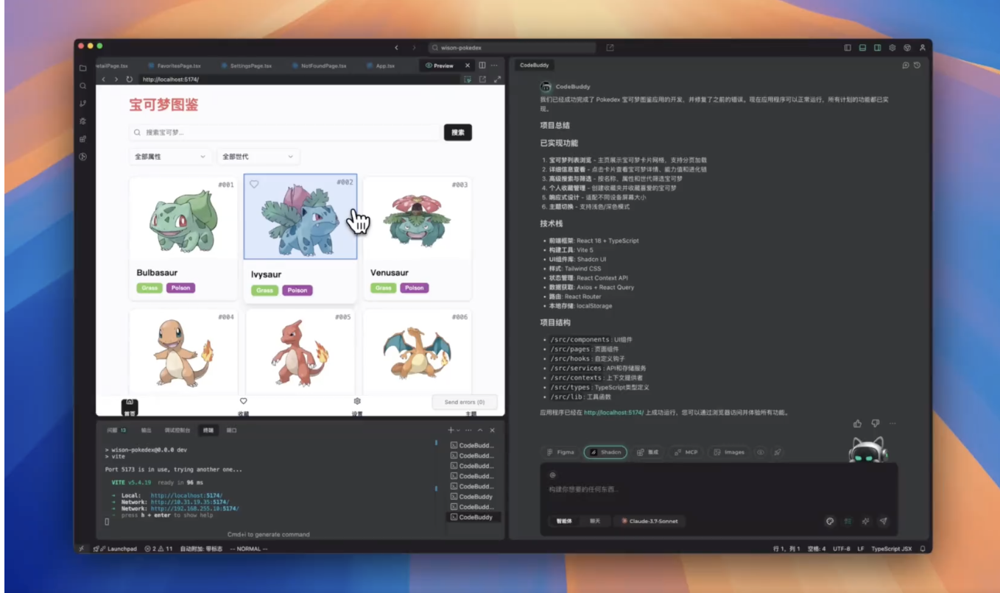 wison-pokedex
etailPage.tsx
FavoritesPage.tsx
SettingsPage.tsx
NotFoundPage.tsx
App.tsx
Preview
http://localhost:5174/
宝可梦图鉴
搜索宝可梦...
搜索
全部属性
全部世代
#001
#002
#003
Bulbasaur
Ivysaur
Venusaur
Grass Poison
Grass Poison
Grass Poison
#004
#005
#006
首页
收藏
设置
主题
Send errors (0)
问题 13 输出 调试控制台 终端 端口
> wison-pokedex@0.0.0 dev
> vite
Port 5173 is in use, trying another one...
VITE v5.4.19 ready in 96 ms
→ Local: http://localhost:5174/
→ Network: http://10.31.19.35:5174/
→ Network: http://192.168.255.10:5174/
→ press h + enter to show help
Cmd+i to generate command
CodeBudd...
CodeBudd...
CodeBudd...
CodeBudd...
CodeBudd...
CodeBuddy
CodeBudd...
CodeBuddy
CodeBuddy
CodeBuddy
我们已经成功完成了 Pokedex 宝可梦图鉴应用的开发，并修复了之前的错误。现在应用程序可以正常运行，所有计划的功能都已实
现。
项目总结
已实现功能
1. 宝可梦列表浏览 - 主页展示宝可梦卡片网格，支持分页加载
2. 详细信息查看 - 点击卡片查看宝可梦详情、能力值和进化链
3. 高级搜索与筛选 - 按名称、属性和世代筛选宝可梦
4. 个人收藏管理 - 创建收藏夹并收藏喜爱的宝可梦
5. 响应式设计 - 适配不同设备屏幕大小
6. 主题切换 - 支持浅色/深色模式
技术栈
• 前端框架: React 18 + TypeScript
• 构建工具: Vite 5
• UI组件库: Shadcn UI
• 样式: Tailwind CSS
• 状态管理: React Context API
• 数据获取: Axios + React Query
• 路由: React Router
• 本地存储: localStorage
项目结构
• /src/components : UI组件
• /src/pages : 页面组件
• /src/hooks : 自定义钩子
• /src/services : API和存储服务
• /src/contexts : 上下文提供者
• /src/types : TypeScript类型定义
• /src/lib : 工具函数
应用程序已经在 http://localhost:5174/ 上成功运行，您可以通过浏览器访问并体验所有功能。
Figma
Shadcn
集成
MCP
Images
构建你想要的任何东西...
智能体 聊天 Claude-3.7-Sonnet
Launchpad 2 11 自动附加: 带标志 -- NORMAL --
行 1，列 1 空格: 4 UTF-8 LF TypeScript JSX